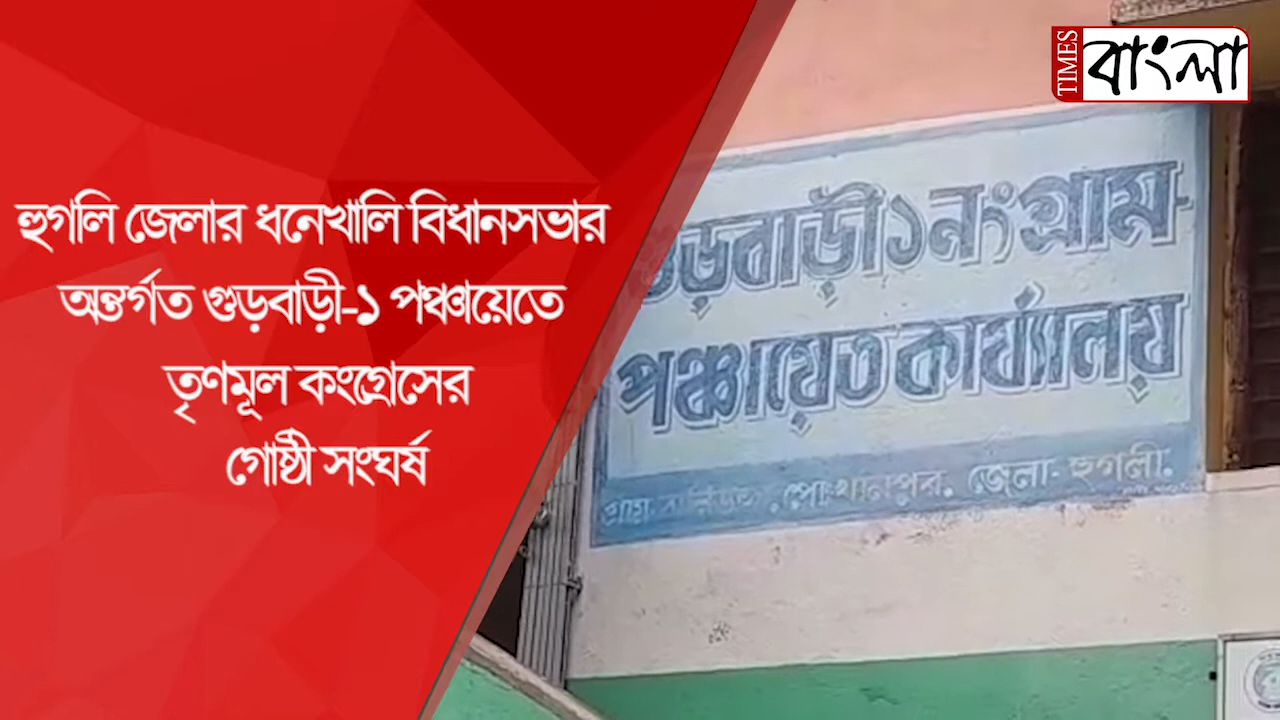 TIMES বাংলা
হুগলি জেলার ধনেখালি বিধানসভার
অন্তর্গত গুড়বাড়ী-১ পঞ্চায়েতে
তৃণমূল কংগ্রেসের
গোষ্ঠী সংঘর্ষ
গুড়বাড়ী ১নং গ্রাম
পঞ্চায়েত কার্য্যালয়
গ্রাম পোঃ জেলা- হুগলী.